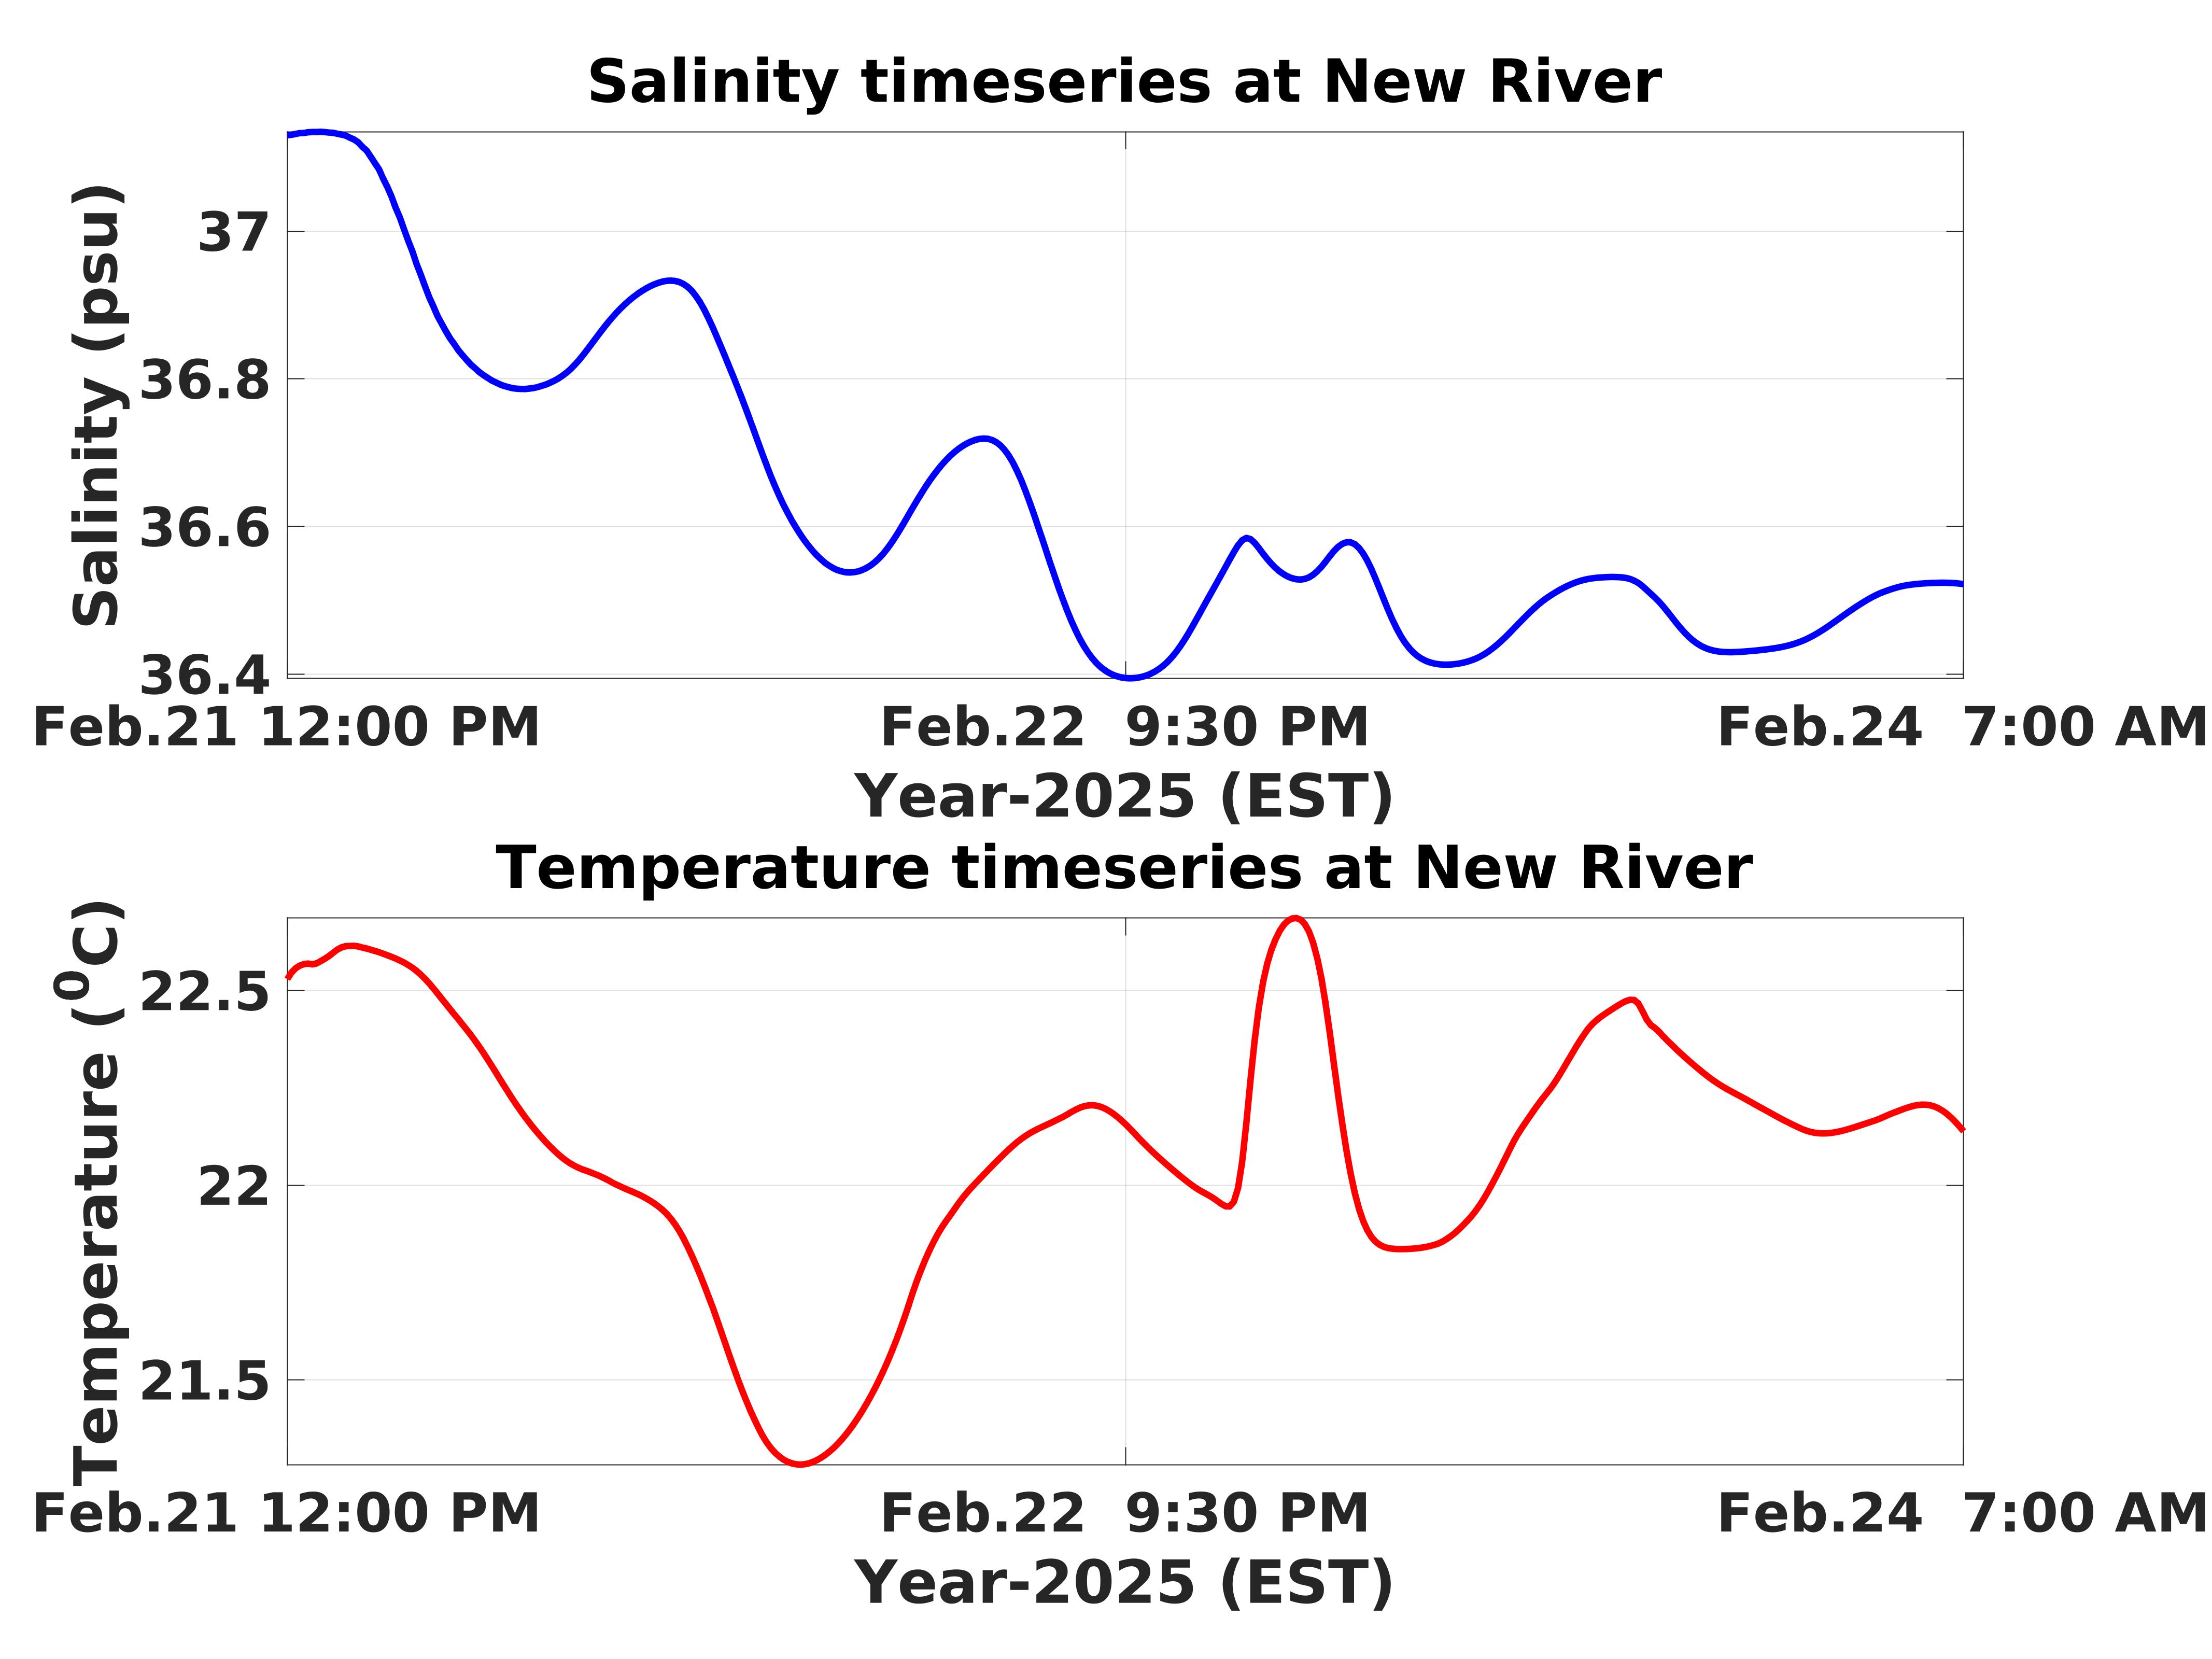 Salinity timeseries at New River
Salinity (psu)
37
36.8
36.6
36.4
Feb.21 12:00 PM Feb.22  9:30 PM Feb.24  7:00 AM
Year-2025 (EST)
Temperature timeseries at New River
Temperature (⁰C)
22.5
22
21.5
Feb.21 12:00 PM Feb.22  9:30 PM Feb.24  7:00 AM
Year-2025 (EST)